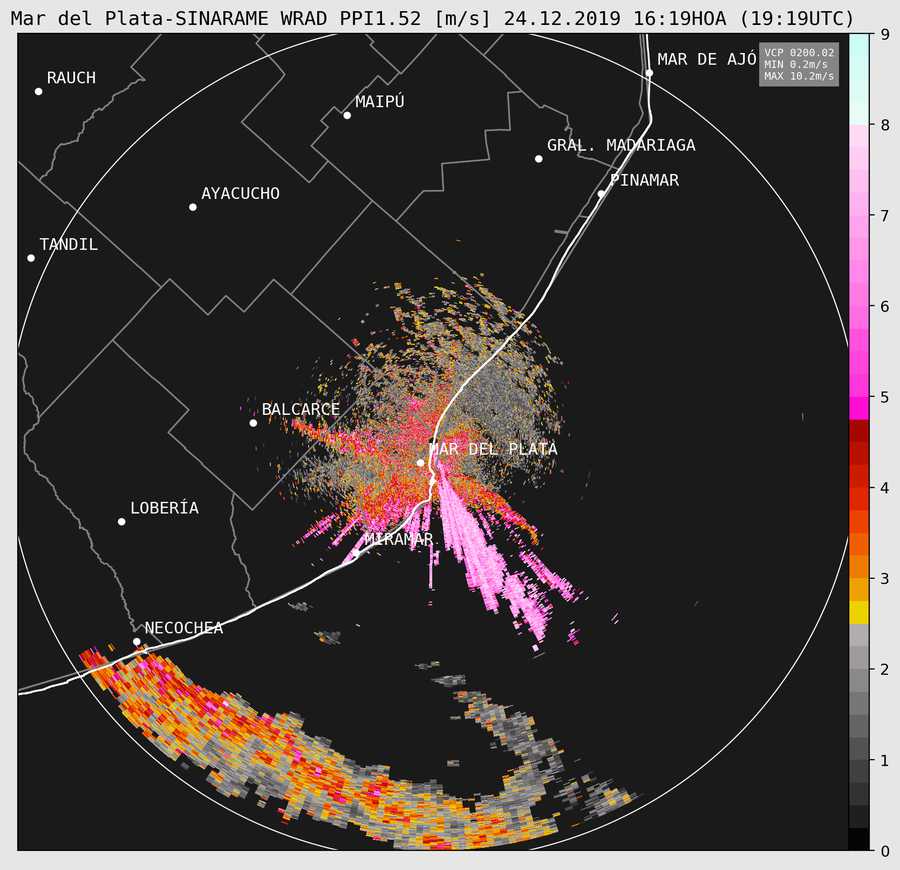 Mar del Plata-SINARAME WRAD PPI1.52 [m/s] 24.12.2019 16:19HOA (19:19UTC)
VCP 0200.02
MIN 0.2m/s
MAX 10.2m/s
MAR DE AJÓ
RAUCH
MAIPÚ
GRAL. MADARIAGA
PINAMAR
AYACUCHO
TANDIL
BALCARCE
MAR DEL PLATA
LOBERÍA
MIRAMAR
NECOCHEA
9
8
7
6
5
4
3
2
1
0